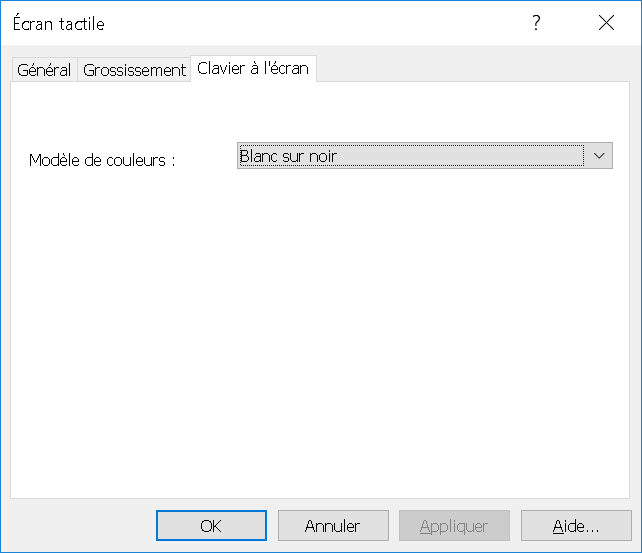 Écran tactile ?
Général Grossissement Clavier à l'écran
Modèle de couleurs : Blanc sur noir
OK Annuler Appliquer Aide...